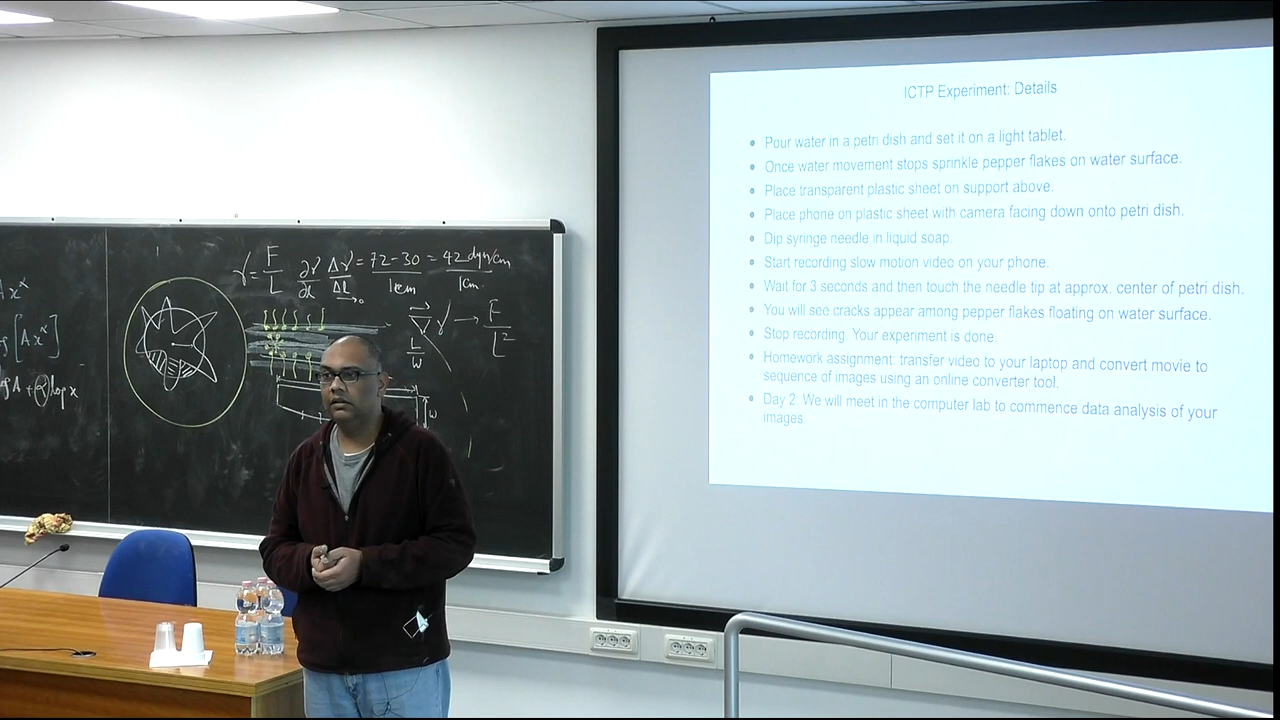 ICTP Experiment: Details
• Pour water in a petri dish and set it on a light tablet.
• Once water movement stops sprinkle pepper flakes on water surface.
• Place transparent plastic sheet on support above.
• Place phone on plastic sheet with camera facing down onto petri dish.
• Dip syringe needle in liquid soap.
• Start recording slow motion video on your phone.
• Wait for 3 seconds and then touch the needle tip at approx. center of petri dish.
• You will see cracks appear among pepper flakes floating on water surface.
• Stop recording. Your experiment is done.
• Homework assignment: transfer video to your laptop and convert movie to
sequence of images using an online converter tool.
• Day 2: We will meet in the computer lab to commence data analysis of your
images.
γ = F/L ∂γ/∂x Δγ/ΔL = 72-30/1cm = 42 dyn/cm/1cm.
∇γ → F/L²
L/W
W
Ax^α
[Ax^α]
A + α log x